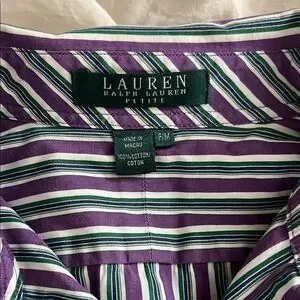 LAUREN
RALPH LAUREN
PETITE
MADE IN
MACAU
100% COTTON/
COTON
P/M